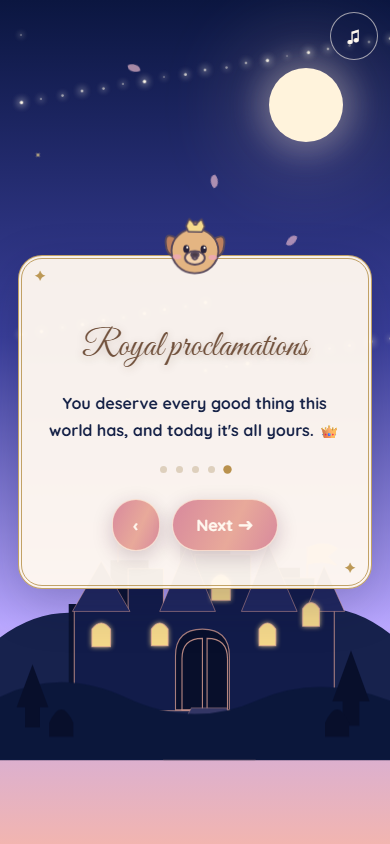 Royal proclamations
You deserve every good thing this
world has, and today it's all yours. 👑
‹
Next →